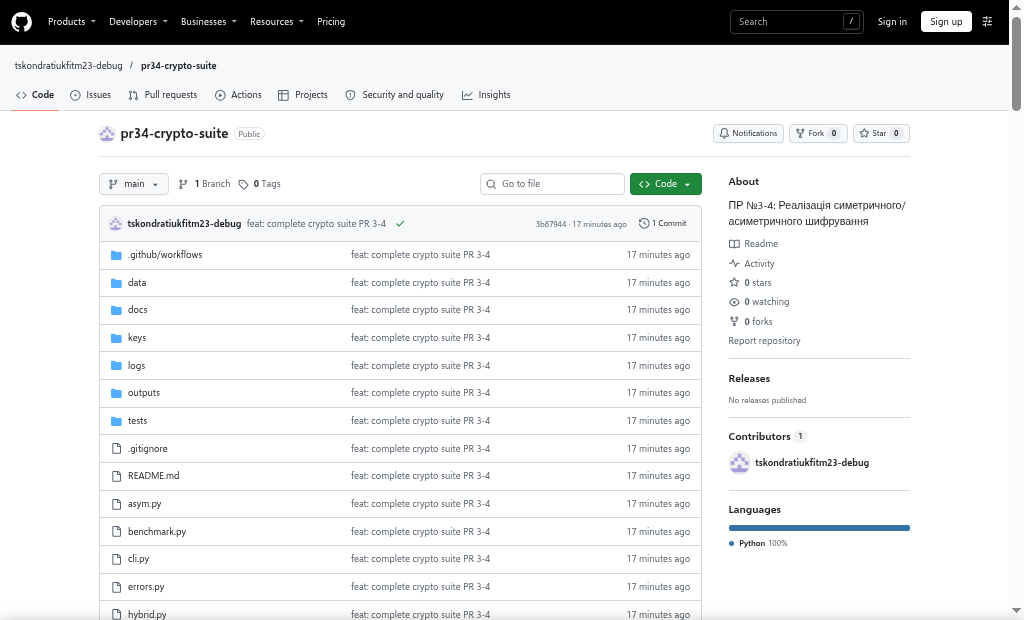 Products Developers Businesses Resources Pricing Search / Sign in Sign up
tskondratiukfitm23-debug / pr34-crypto-suite
Code Issues Pull requests Actions Projects Security and quality Insights
pr34-crypto-suite Public Notifications Fork 0 Star 0
main 1 Branch 0 Tags Go to file Code
tskondratiukfitm23-debug feat: complete crypto suite PR 3-4 3b87944 · 17 minutes ago 1 Commit
.github/workflows feat: complete crypto suite PR 3-4 17 minutes ago
data feat: complete crypto suite PR 3-4 17 minutes ago
docs feat: complete crypto suite PR 3-4 17 minutes ago
keys feat: complete crypto suite PR 3-4 17 minutes ago
logs feat: complete crypto suite PR 3-4 17 minutes ago
outputs feat: complete crypto suite PR 3-4 17 minutes ago
tests feat: complete crypto suite PR 3-4 17 minutes ago
.gitignore feat: complete crypto suite PR 3-4 17 minutes ago
README.md feat: complete crypto suite PR 3-4 17 minutes ago
asym.py feat: complete crypto suite PR 3-4 17 minutes ago
benchmark.py feat: complete crypto suite PR 3-4 17 minutes ago
cli.py feat: complete crypto suite PR 3-4 17 minutes ago
errors.py feat: complete crypto suite PR 3-4 17 minutes ago
hybrid.py feat: complete crypto suite PR 3-4 17 minutes ago
About
ПР №3-4: Реалізація симетричного/
асиметричного шифрування
Readme
Activity
0 stars
0 watching
0 forks
Report repository
Releases
No releases published
Contributors 1
tskondratiukfitm23-debug
Languages
Python 100%